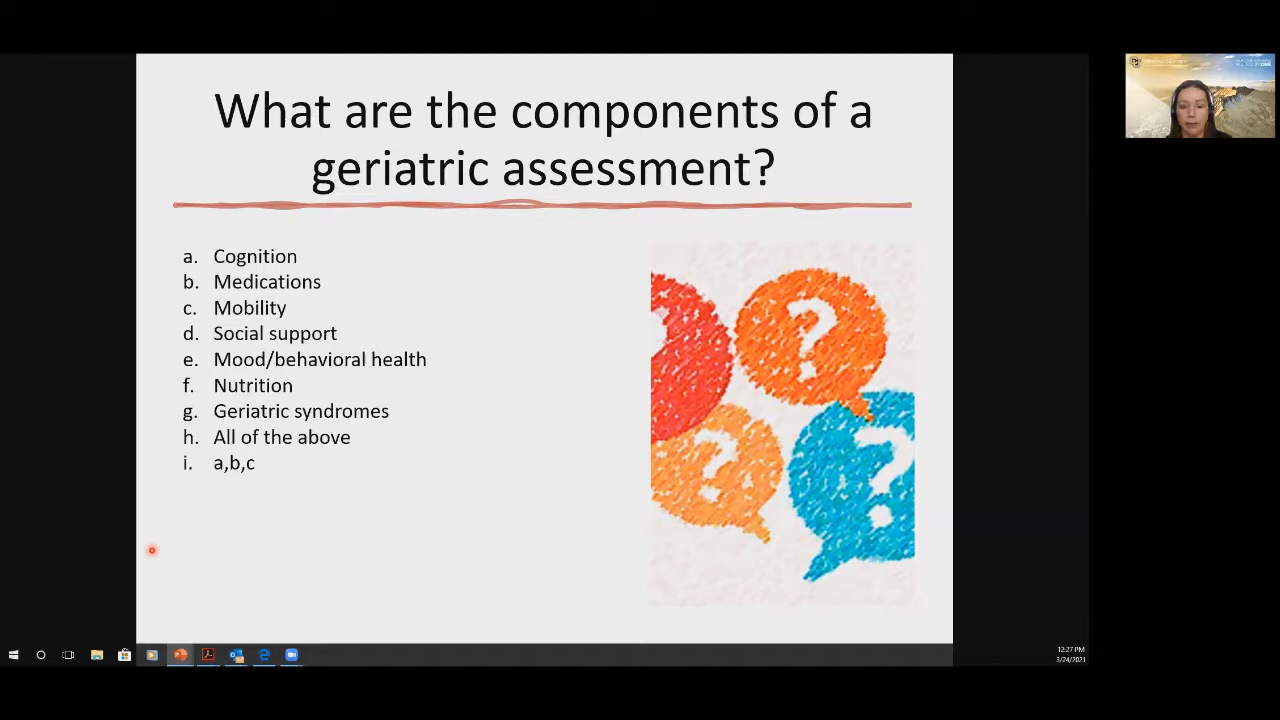 What are the components of a
geriatric assessment?
a. Cognition
b. Medications
c. Mobility
d. Social support
e. Mood/behavioral health
f. Nutrition
g. Geriatric syndromes
h. All of the above
i. a,b,c
12:27 PM
3/24/2021